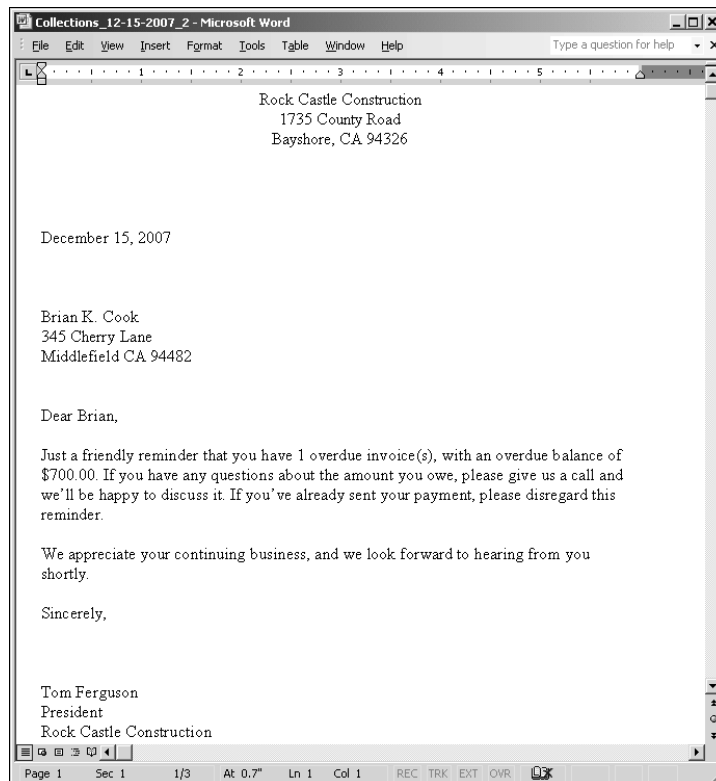 Collections_12-15-2007_2 - Microsoft Word
File Edit View Insert Format Tools Table Window Help Type a question for help
1 2 3 4 5
Rock Castle Construction
1735 County Road
Bayshore, CA 94326
December 15, 2007
Brian K. Cook
345 Cherry Lane
Middlefield CA 94482
Dear Brian,
Just a friendly reminder that you have 1 overdue invoice(s), with an overdue balance of
$700.00. If you have any questions about the amount you owe, please give us a call and
we'll be happy to discuss it. If you've already sent your payment, please disregard this
reminder.
We appreciate your continuing business, and we look forward to hearing from you
shortly.
Sincerely,
Tom Ferguson
President
Rock Castle Construction
Page 1 Sec 1 1/3 At 0.7" Ln 1 Col 1 REC TRK EXT OVR